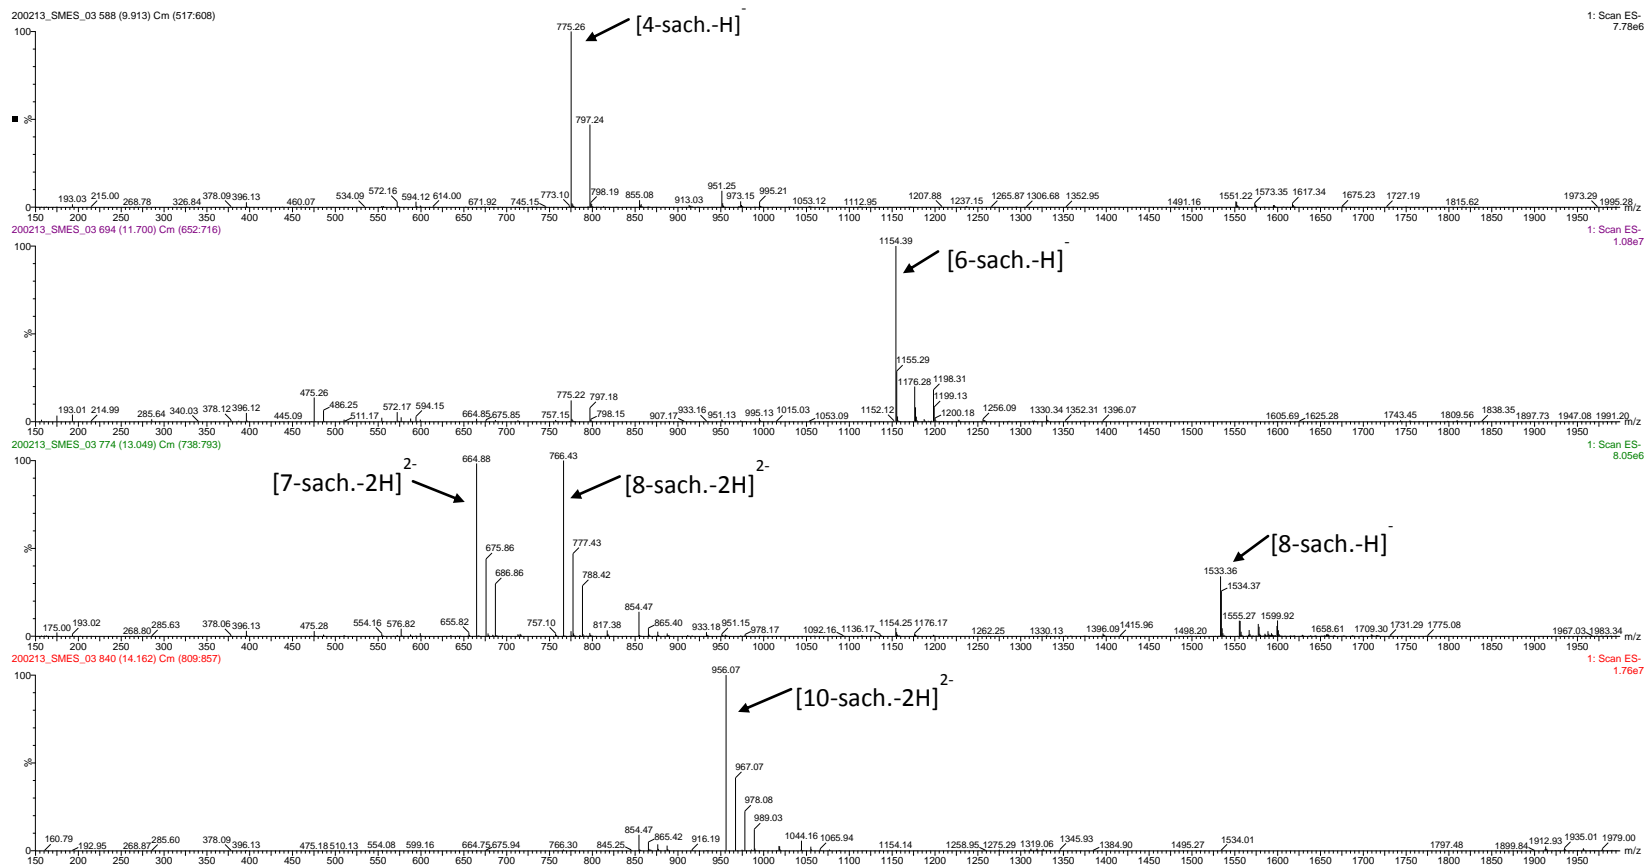 200213_SMES_03 588 (9.913) Cm (517:608)
1: Scan ES-
7.78e6
[4-sach.-H]-
100
%
0
775.26
797.24
193.03 215.00 268.78 326.84 378.09 396.13 460.07 534.09 572.16 594.12 614.00 671.92 745.15 773.10 798.19 855.08 913.03 951.25 973.15 995.21 1053.12 1112.95 1207.88 1237.15 1265.87 1306.68 1352.95 1491.16 1551.22 1573.35 1617.34 1675.23 1727.19 1815.62 1973.29 1995.28
m/z
150 200 250 300 350 400 450 500 550 600 650 700 750 800 850 900 950 1000 1050 1100 1150 1200 1250 1300 1350 1400 1450 1500 1550 1600 1650 1700 1750 1800 1850 1900 1950
200213_SMES_03 694 (11.700) Cm (652:716)
1: Scan ES-
1.08e7
[6-sach.-H]-
100
%
0
1154.39
1155.29
1176.28 1198.31
1199.13
193.01 214.99 285.64 340.03 378.12 396.12 445.09 475.26 486.25 511.17 572.17 594.15 664.85 675.85 757.15 775.22 797.18 798.15 907.17 933.16 951.13 995.13 1015.03 1053.09 1152.12 1200.18 1256.09 1330.34 1352.31 1396.07 1605.69 1625.28 1743.45 1809.56 1838.35 1897.73 1947.08 1991.20
m/z
150 200 250 300 350 400 450 500 550 600 650 700 750 800 850 900 950 1000 1050 1100 1150 1200 1250 1300 1350 1400 1450 1500 1550 1600 1650 1700 1750 1800 1850 1900 1950
200213_SMES_03 774 (13.049) Cm (738:793)
1: Scan ES-
8.05e6
[7-sach.-2H]2-
[8-sach.-2H]2-
[8-sach.-H]-
100
%
0
664.88 766.43
675.86 777.43
686.86 788.42
1533.36
1534.37
175.00 193.02 268.80 285.63 378.06 396.13 475.28 554.16 576.82 655.82 757.10 817.38 854.47 865.40 933.18 951.15 978.17 1092.16 1136.17 1154.25 1176.17 1262.25 1330.13 1396.09 1415.96 1498.20 1555.27 1599.92 1658.61 1709.30 1731.29 1775.08 1967.03 1983.34
m/z
150 200 250 300 350 400 450 500 550 600 650 700 750 800 850 900 950 1000 1050 1100 1150 1200 1250 1300 1350 1400 1450 1500 1550 1600 1650 1700 1750 1800 1850 1900 1950
200213_SMES_03 840 (14.162) Cm (809:857)
1: Scan ES-
1.76e7
[10-sach.-2H]2-
100
%
0
956.07
967.07
978.08
989.03
160.79 192.95 268.87 285.60 378.09 396.13 475.18 510.13 554.08 599.16 664.75 675.94 766.30 845.25 854.47 865.42 916.19 1044.16 1065.94 1154.14 1258.95 1275.29 1319.06 1345.93 1384.90 1495.27 1534.01 1797.48 1899.84 1912.93 1935.01 1979.00
m/z
150 200 250 300 350 400 450 500 550 600 650 700 750 800 850 900 950 1000 1050 1100 1150 1200 1250 1300 1350 1400 1450 1500 1550 1600 1650 1700 1750 1800 1850 1900 1950